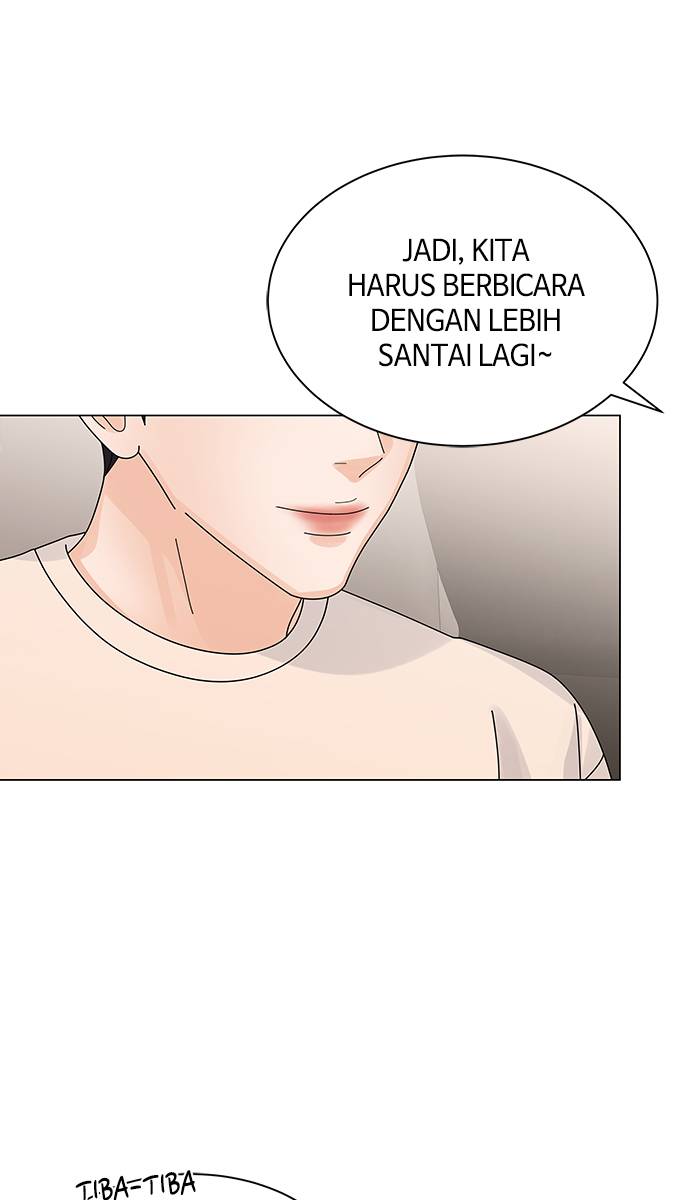 JADI, KITA
HARUS BERBICARA
DENGAN LEBIH
SANTAI LAGI~
TIBA=TIBA